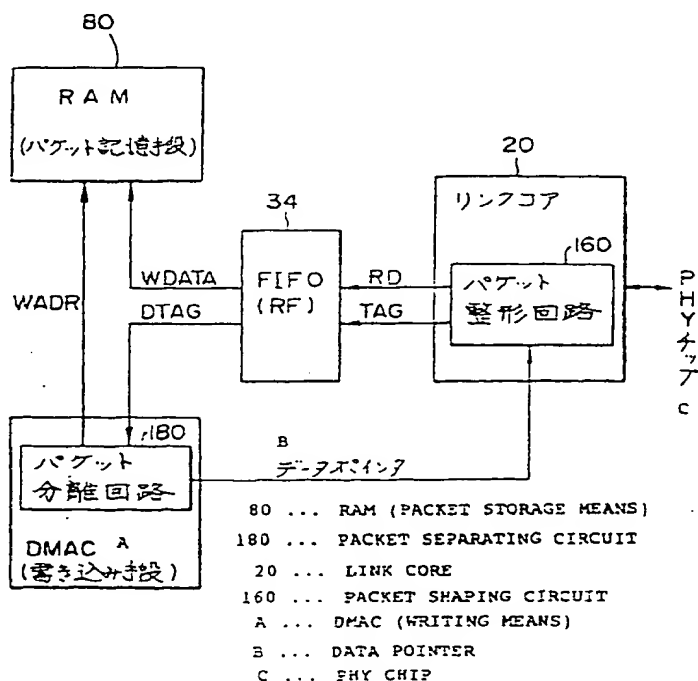 80
RAM
(パケット記憶手段)
20
リンクコア
34
160
FIFO
(RF)
WDATA
DTAG
RD
TAG
パケット
整形回路
PHYチップ
C
WADR
180
パケット
分離回路
DMAC A
(書き込み手段)
B
データポインタ
80 ... RAM (PACKET STORAGE MEANS)
180 ... PACKET SEPARATING CIRCUIT
20 ... LINK CORE
160 ... PACKET SHAPING CIRCUIT
A ... DMAC (WRITING MEANS)
B ... DATA POINTER
C ... PHY CHIP